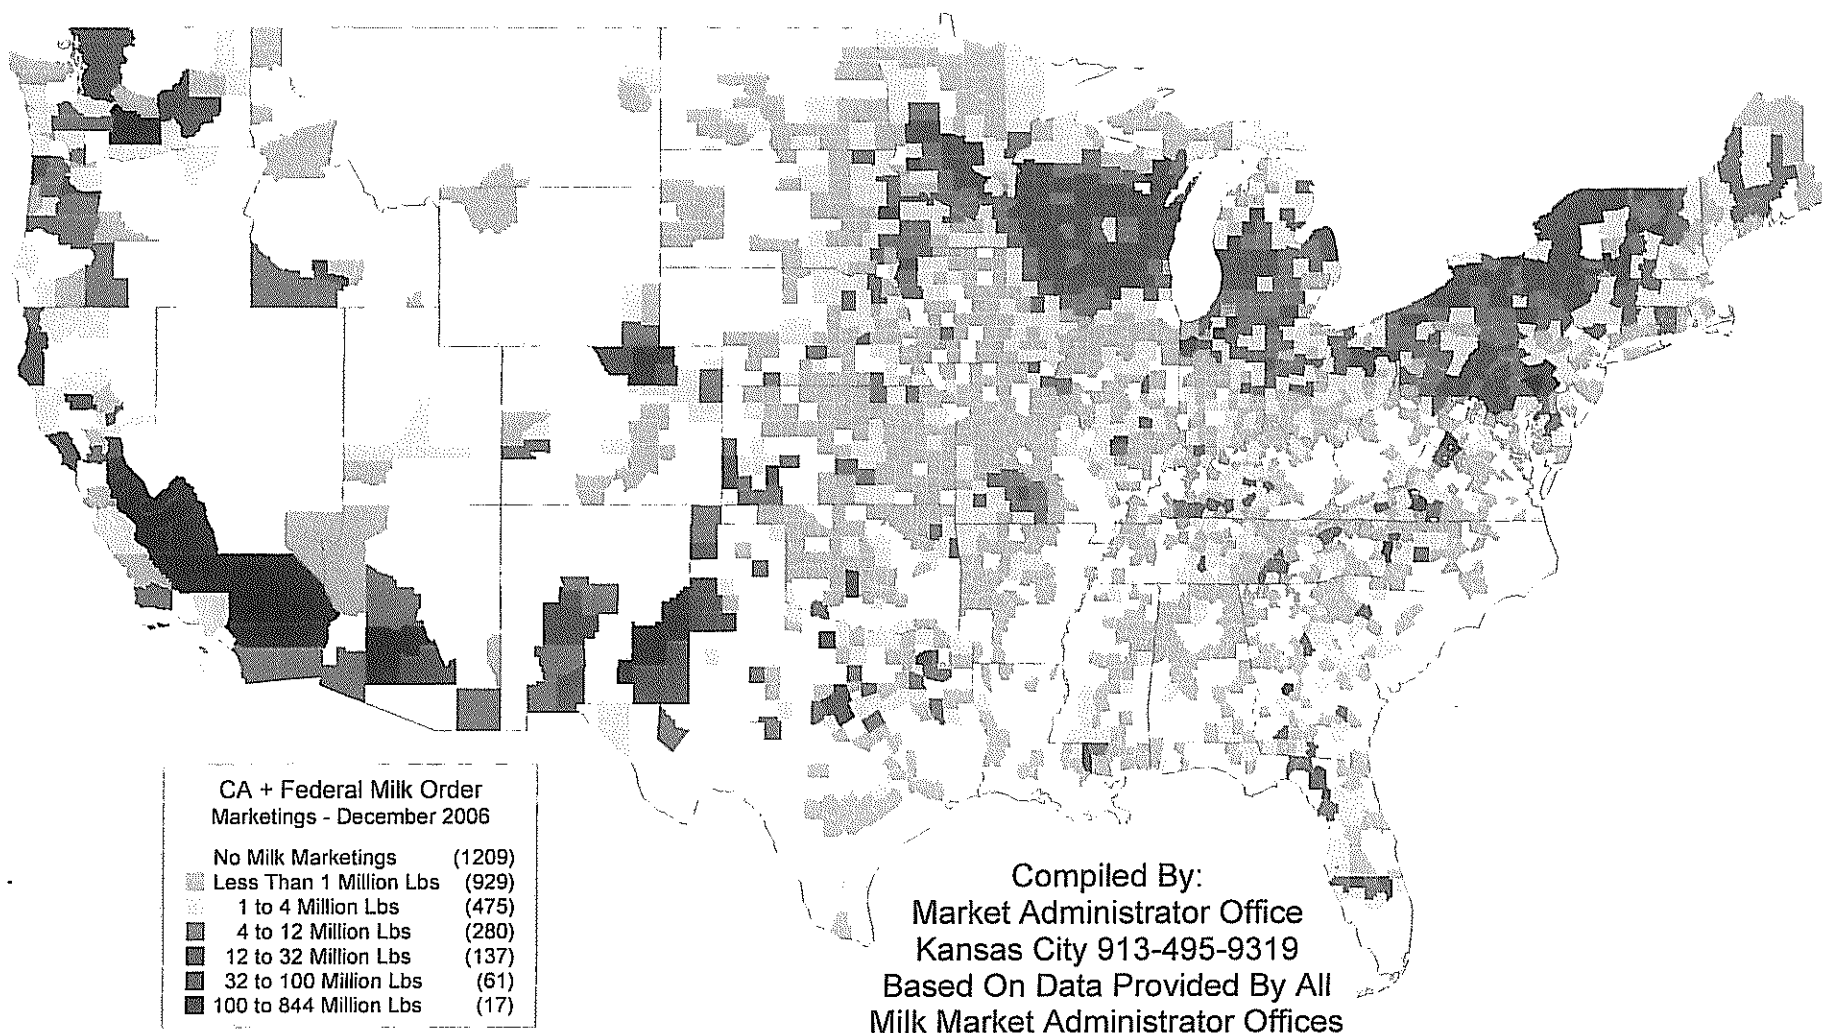 CA + Federal Milk Order
Marketings - December 2006
No Milk Marketings (1209)
Less Than 1 Million Lbs (929)
1 to 4 Million Lbs (475)
4 to 12 Million Lbs (280)
12 to 32 Million Lbs (137)
32 to 100 Million Lbs (61)
100 to 844 Million Lbs (17)
Compiled By:
Market Administrator Office
Kansas City 913-495-9319
Based On Data Provided By All
Milk Market Administrator Offices